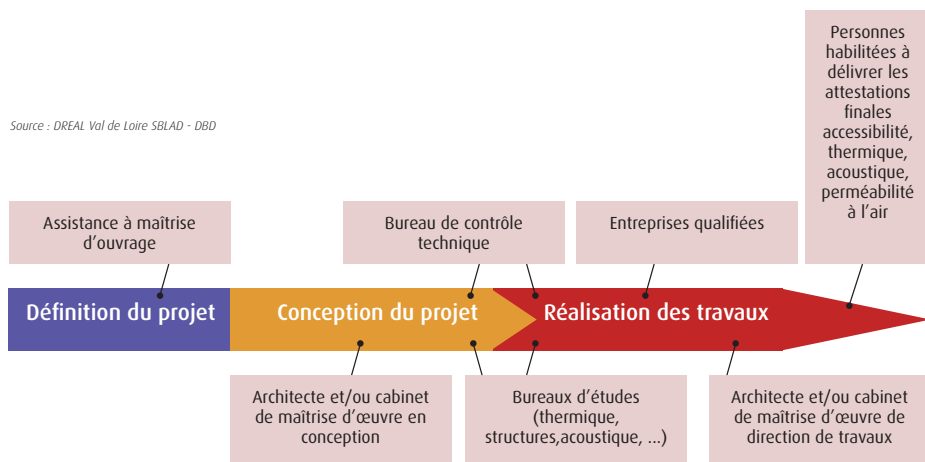 Personnes
habilitées à
délivrer les
attestations
finales
accessibilité,
thermique,
acoustique,
perméabilité
à l'air
Source : DREAL Val de Loire SBLAD - DBD
Assistance à maîtrise
d'ouvrage
Bureau de contrôle
technique
Entreprises qualifiées
Définition du projet
Conception du projet
Réalisation des travaux
Architecte et/ou cabinet
de maîtrise d'œuvre en
conception
Bureaux d'études
(thermique,
structures,acoustique, ...)
Architecte et/ou cabinet
de maîtrise d'œuvre de
direction de travaux